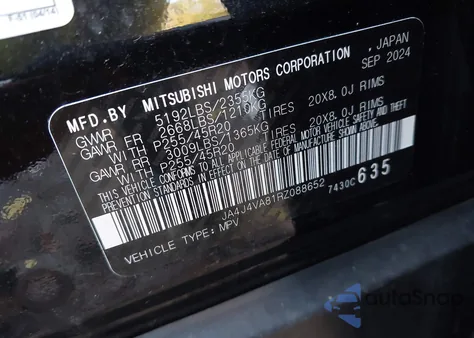 MFD.BY MITSUBISHI MOTORS CORPORATION , JAPAN
GVWR 5192LBS/2355KG SEP 2024
GAWR FR 2668LBS/1210KG
WITH P255/45R20 TIRES 20X8.0J RIMS
GAWR RR 3009LBS/ 365KG
WITH P255/45R20 TIRES 20X8.0J RIMS
THIS VEHICLE CONFORMS TO ALL APPLICABLE FEDERAL MOTOR VEHICLE SAFETY, BUMPER AND THEFT
PREVENTION STANDARDS IN EFFECT ON THE DATE OF MANUFACTURE SHOWN ABOVE.
JA4J4VA81RZ088652 7430C 635
VEHICLE TYPE: MPV
autoSnap